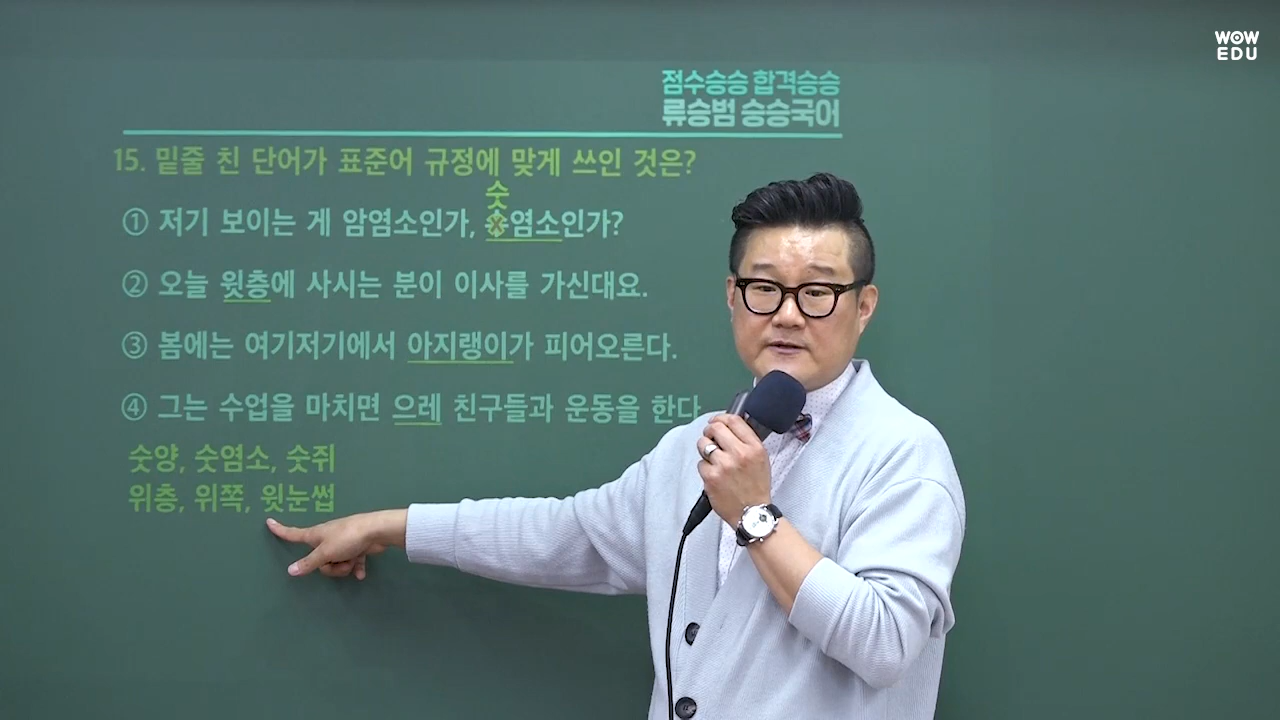 WOW
EDU
점수승승 합격승승
류승범 승승국어
15. 밑줄 친 단어가 표준어 규정에 맞게 쓰인 것은?
숫
① 저기 보이는 게 암염소인가, 수염소인가?
② 오늘 윗층에 사시는 분이 이사를 가신대요.
③ 봄에는 여기저기에서 아지랭이가 피어오른다.
④ 그는 수업을 마치면 으레 친구들과 운동을 한다
숫양, 숫염소, 숫쥐
위층, 위쪽, 윗눈썹